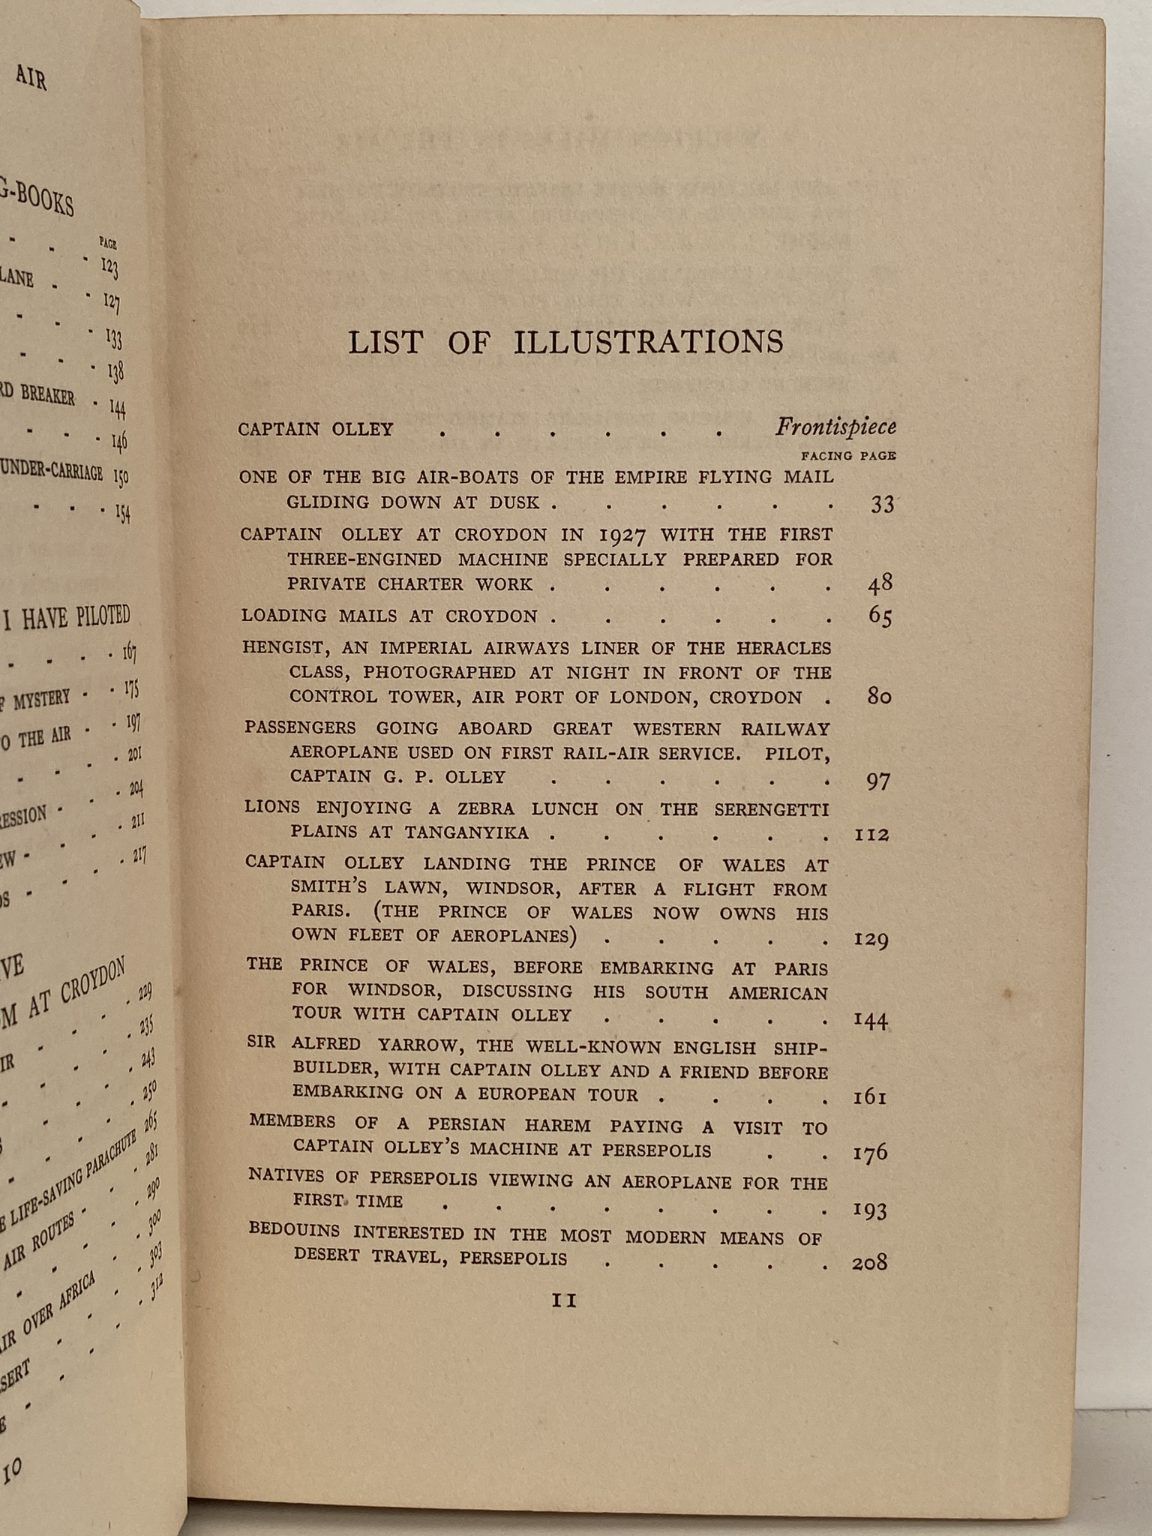 AIR
G-BOOKS
PAGE
- - - 123
LANE - - 127
- - - 133
- - - 138
RD BREAKER - 144
- - - 146
UNDER-CARRIAGE 150
- - - 154
I HAVE PILOTED
- - - - 167
F MYSTERY - - 175
O THE AIR - - 197
- - - - 201
RESSION - - - 204
EW - - - 211
DS - - - - 217
VE
M AT CROYDON
- - - 229
IR - - - 235
- - - - 243
- - - 250
E LIFE-SAVING PARACHUTE 265
AIR ROUTES - - - 281
- - - - 290
- - - 300
AIR OVER AFRICA - - 303
SERT - - - - 312
E - - -
10
LIST OF ILLUSTRATIONS
CAPTAIN OLLEY . . . . . . Frontispiece
FACING PAGE
ONE OF THE BIG AIR-BOATS OF THE EMPIRE FLYING MAIL
GLIDING DOWN AT DUSK . . . . . . 33
CAPTAIN OLLEY AT CROYDON IN 1927 WITH THE FIRST
THREE-ENGINED MACHINE SPECIALLY PREPARED FOR
PRIVATE CHARTER WORK . . . . . . 48
LOADING MAILS AT CROYDON . . . . . . 65
HENGIST, AN IMPERIAL AIRWAYS LINER OF THE HERACLES
CLASS, PHOTOGRAPHED AT NIGHT IN FRONT OF THE
CONTROL TOWER, AIR PORT OF LONDON, CROYDON . 80
PASSENGERS GOING ABOARD GREAT WESTERN RAILWAY
AEROPLANE USED ON FIRST RAIL-AIR SERVICE. PILOT,
CAPTAIN G. P. OLLEY . . . . . . 97
LIONS ENJOYING A ZEBRA LUNCH ON THE SERENGETTI
PLAINS AT TANGANYIKA . . . . . . 112
CAPTAIN OLLEY LANDING THE PRINCE OF WALES AT
SMITH'S LAWN, WINDSOR, AFTER A FLIGHT FROM
PARIS. (THE PRINCE OF WALES NOW OWNS HIS
OWN FLEET OF AEROPLANES) . . . . . 129
THE PRINCE OF WALES, BEFORE EMBARKING AT PARIS
FOR WINDSOR, DISCUSSING HIS SOUTH AMERICAN
TOUR WITH CAPTAIN OLLEY . . . . . 144
SIR ALFRED YARROW, THE WELL-KNOWN ENGLISH SHIP-
BUILDER, WITH CAPTAIN OLLEY AND A FRIEND BEFORE
EMBARKING ON A EUROPEAN TOUR . . . . 161
MEMBERS OF A PERSIAN HAREM PAYING A VISIT TO
CAPTAIN OLLEY'S MACHINE AT PERSEPOLIS . . 176
NATIVES OF PERSEPOLIS VIEWING AN AEROPLANE FOR THE
FIRST TIME . . . . . . . . 193
BEDOUINS INTERESTED IN THE MOST MODERN MEANS OF
DESERT TRAVEL, PERSEPOLIS . . . . . 208
11